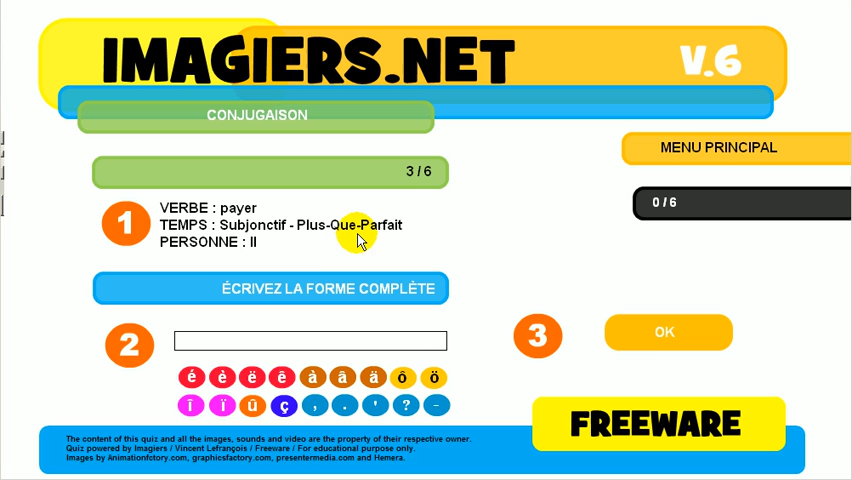 IMAGIERS.NET
V.6
CONJUGAISON
MENU PRINCIPAL
3 / 6
0 / 6
1
VERBE : payer
TEMPS : Subjonctif - Plus-Que-Parfait
PERSONNE : Il
ÉCRIVEZ LA FORME COMPLÈTE
2
3
OK
é è ë ê à â ä ô ö
î ï û ç , . ' ? -
FREEWARE
The content of this quiz and all the images, sounds and video are the property of their respective owner.
Quiz powered by Imagiers / Vincent Lefrançois / Freeware / For educational purpose only.
Images by Animationfctory.com, graphicsfactory.com, presentermedia.com and Hemera.